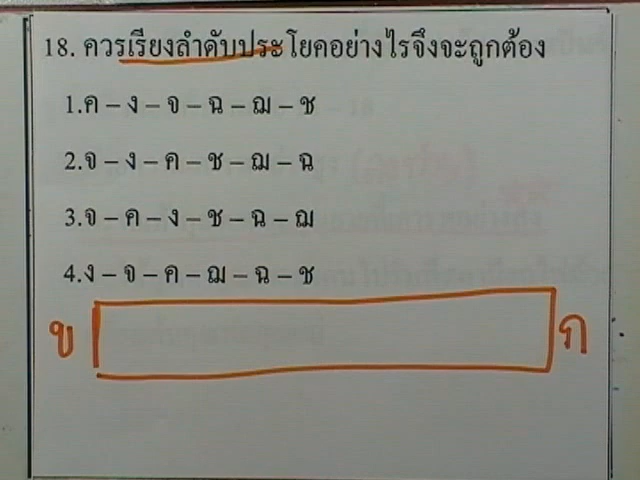 18. ควรเรียงลำดับประโยคอย่างไรจึงจะถูกต้อง
1.ค – ง – จ – ฉ – ฌ – ช
2.จ – ง – ค – ช – ฌ – ฉ
3.จ – ค – ง – ช – ฉ – ฌ
4.ง – จ – ค – ฌ – ฉ – ช
ข ก